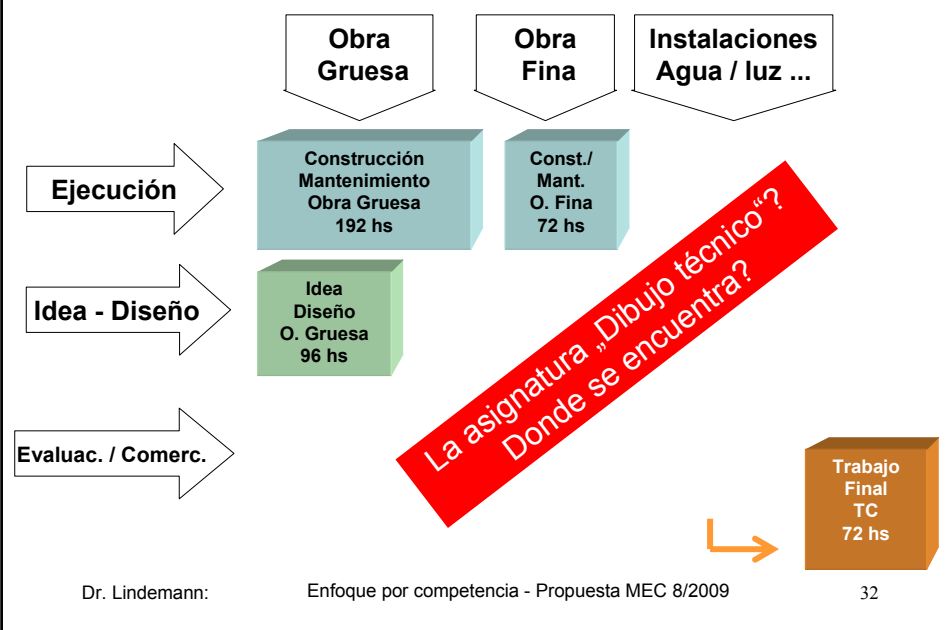 Obra
Gruesa
Obra
Fina
Instalaciones
Agua / luz ...
Ejecución
Construcción
Mantenimiento
Obra Gruesa
192 hs
Const./
Mant.
O. Fina
72 hs
Idea - Diseño
Idea
Diseño
O. Gruesa
96 hs
La asignatura „Dibujo técnico“?
Donde se encuentra?
Evaluac. / Comerc.
Trabajo
Final
TC
72 hs
Dr. Lindemann:
Enfoque por competencia - Propuesta MEC 8/2009
32